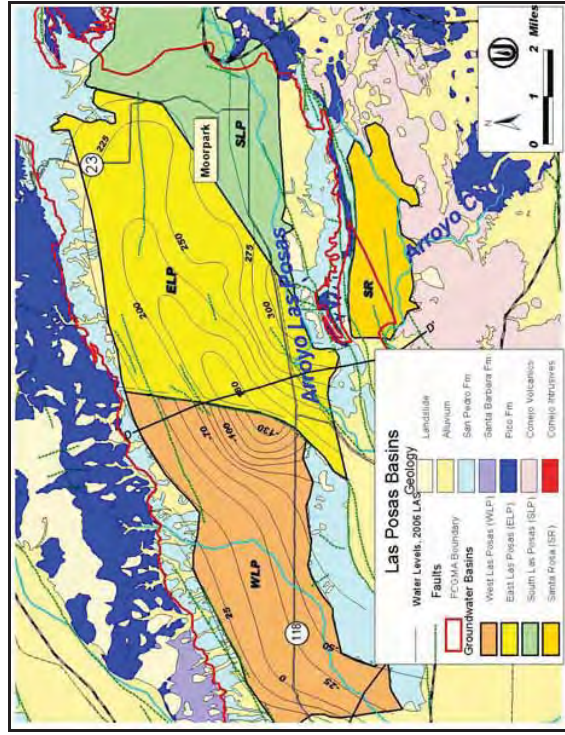 Las Posas Basins
Water Levels, 2006 LAS
Faults
FCGMA Boundary
Groundwater Basins
West Las Posas (WLP)
East Las Posas (ELP)
South Las Posas (SLP)
Santa Rosa (SR)
Geology
Landslide
Alluvium
San Pedro Fm
Santa Barbara Fm
Pico Fm
Conejo Volcanics
Conejo Intrusives
WLP
ELP
SLP
SR
Moorpark
Arroyo Las Posas
Arroyo C
118
23
25
0
-25
-50
-70
-100
-130
200
225
250
275
300
D'
N
0 1 2
Miles